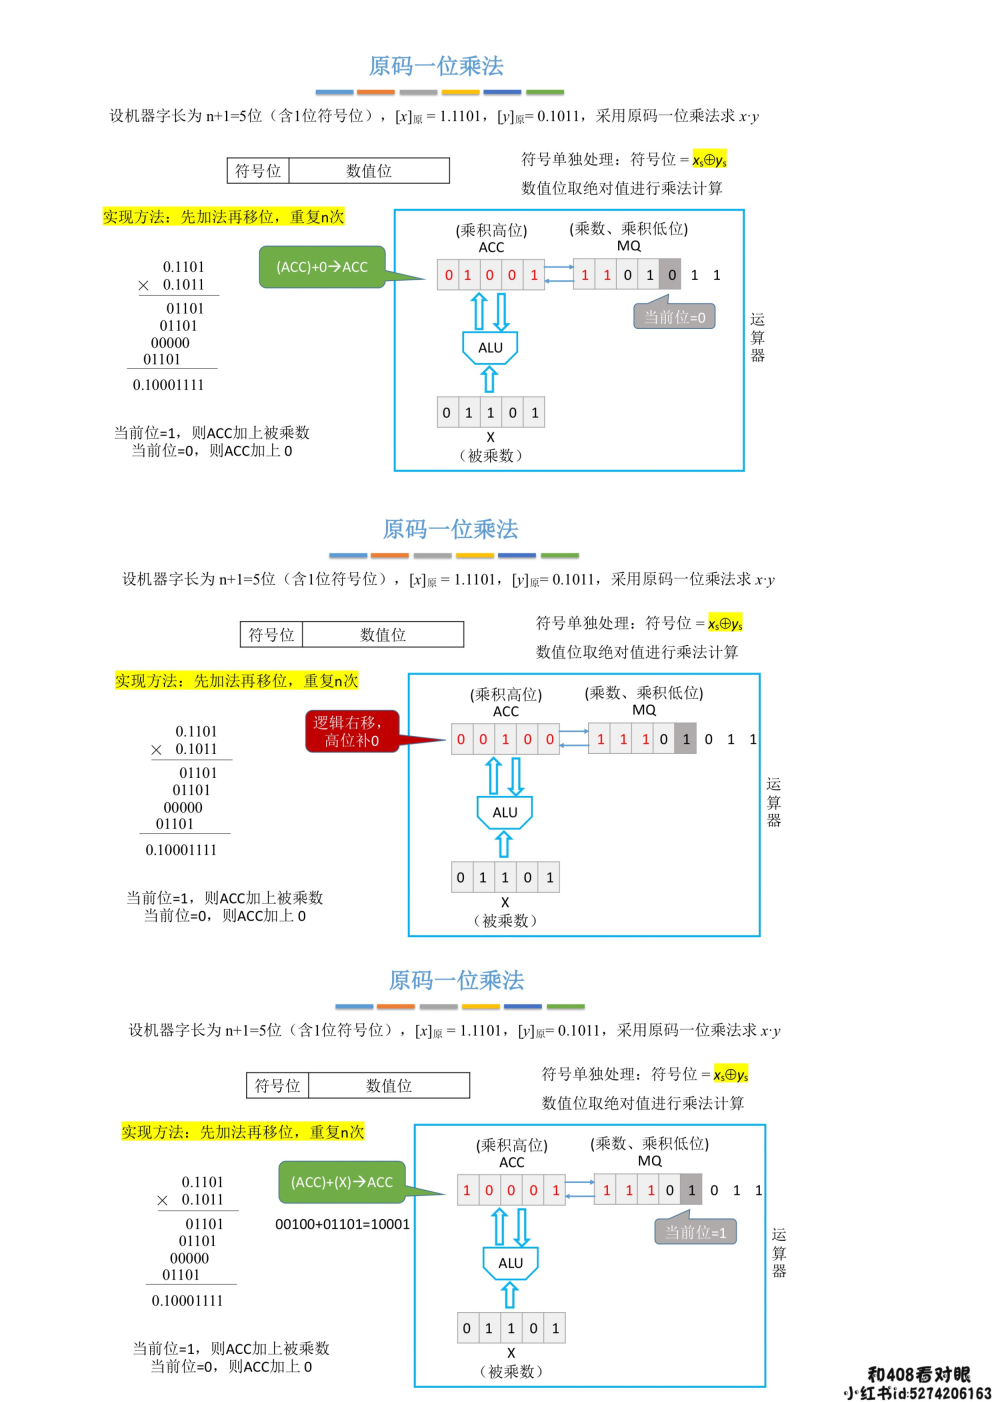 原码一位乘法
设机器字长为 n+1=5位（含1位符号位），[x]原 = 1.1101，[y]原= 0.1011，采用原码一位乘法求 x·y
符号位 数值位
符号单独处理：符号位 = xs⊕ys
数值位取绝对值进行乘法计算
实现方法：先加法再移位，重复n次
0.1101
× 0.1011
01101
01101
00000
01101
0.10001111
当前位=1，则ACC加上被乘数
当前位=0，则ACC加上 0
(ACC)+0→ACC
(乘积高位)
ACC
(乘数、乘积低位)
MQ
0 1 0 0 1
1 1 0 1 0 1 1
当前位=0
ALU
0 1 1 0 1
X
（被乘数）
运算器
原码一位乘法
设机器字长为 n+1=5位（含1位符号位），[x]原 = 1.1101，[y]原= 0.1011，采用原码一位乘法求 x·y
符号位 数值位
符号单独处理：符号位 = xs⊕ys
数值位取绝对值进行乘法计算
实现方法：先加法再移位，重复n次
0.1101
× 0.1011
01101
01101
00000
01101
0.10001111
当前位=1，则ACC加上被乘数
当前位=0，则ACC加上 0
逻辑右移，
高位补0
(乘积高位)
ACC
(乘数、乘积低位)
MQ
0 0 1 0 0
1 1 1 0 1 0 1 1
ALU
0 1 1 0 1
X
（被乘数）
运算器
原码一位乘法
设机器字长为 n+1=5位（含1位符号位），[x]原 = 1.1101，[y]原= 0.1011，采用原码一位乘法求 x·y
符号位 数值位
符号单独处理：符号位 = xs⊕ys
数值位取绝对值进行乘法计算
实现方法：先加法再移位，重复n次
0.1101
× 0.1011
01101
01101
00000
01101
0.10001111
当前位=1，则ACC加上被乘数
当前位=0，则ACC加上 0
(ACC)+(X)→ACC
00100+01101=10001
(乘积高位)
ACC
(乘数、乘积低位)
MQ
1 0 0 0 1
1 1 1 0 1 0 1 1
当前位=1
ALU
0 1 1 0 1
X
（被乘数）
运算器
和408看对眼
小红书id:5274206163